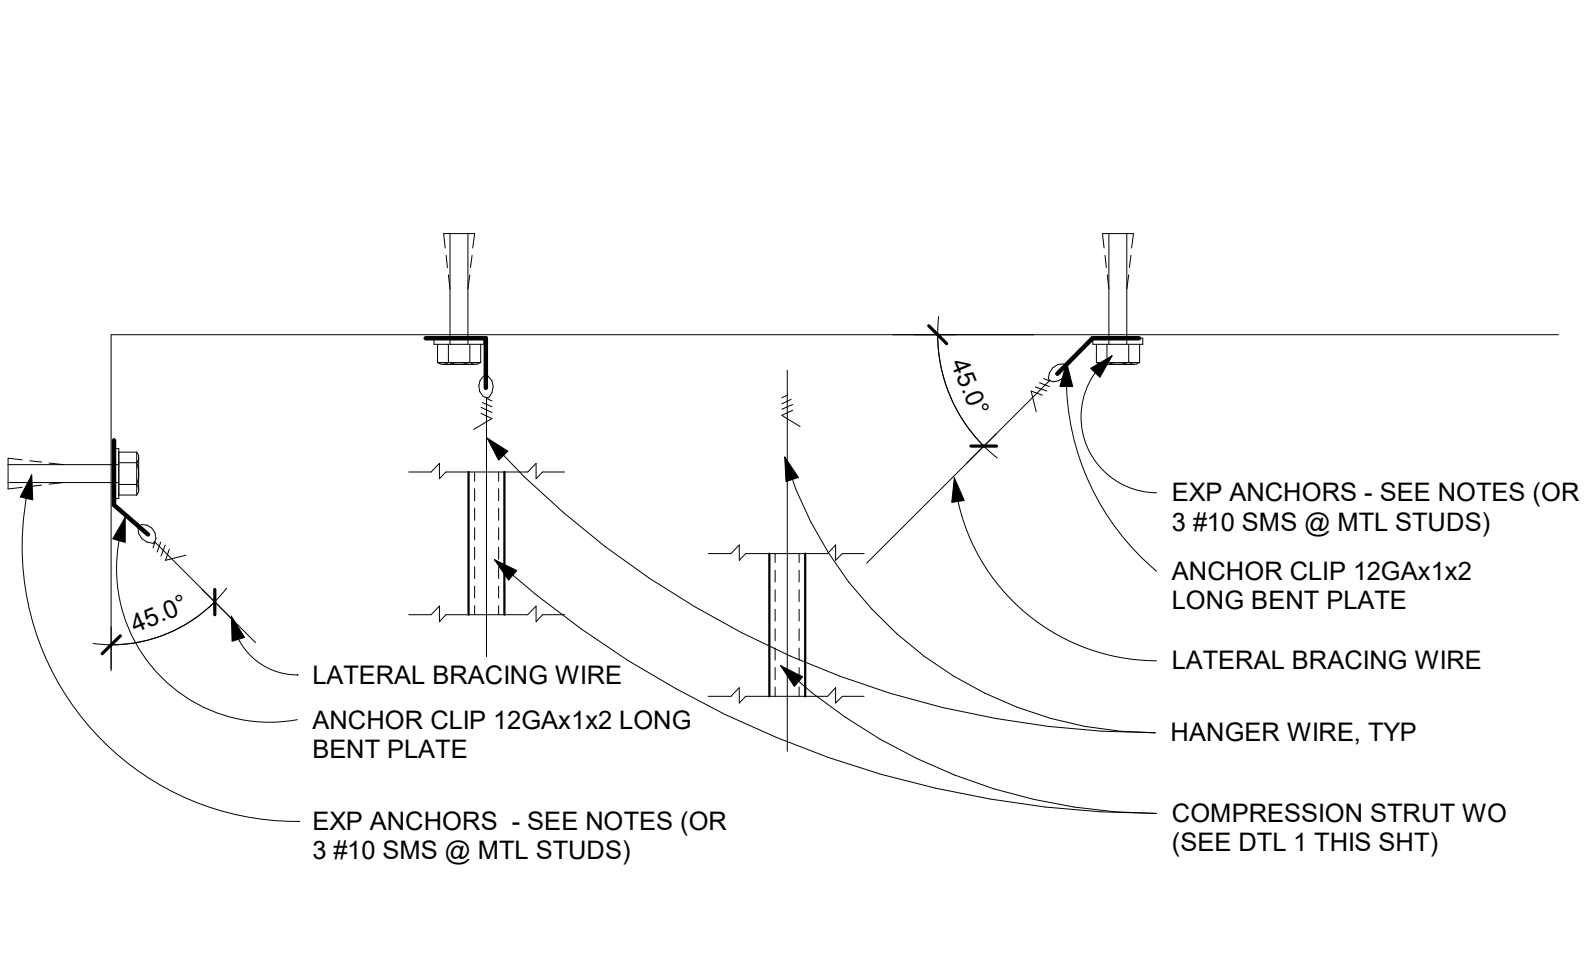 45.0°
45.0°
EXP ANCHORS - SEE NOTES (OR
3 #10 SMS @ MTL STUDS)
ANCHOR CLIP 12GAx1x2
LONG BENT PLATE
LATERAL BRACING WIRE
HANGER WIRE, TYP
COMPRESSION STRUT WO
(SEE DTL 1 THIS SHT)
LATERAL BRACING WIRE
ANCHOR CLIP 12GAx1x2 LONG
BENT PLATE
EXP ANCHORS  - SEE NOTES (OR
3 #10 SMS @ MTL STUDS)